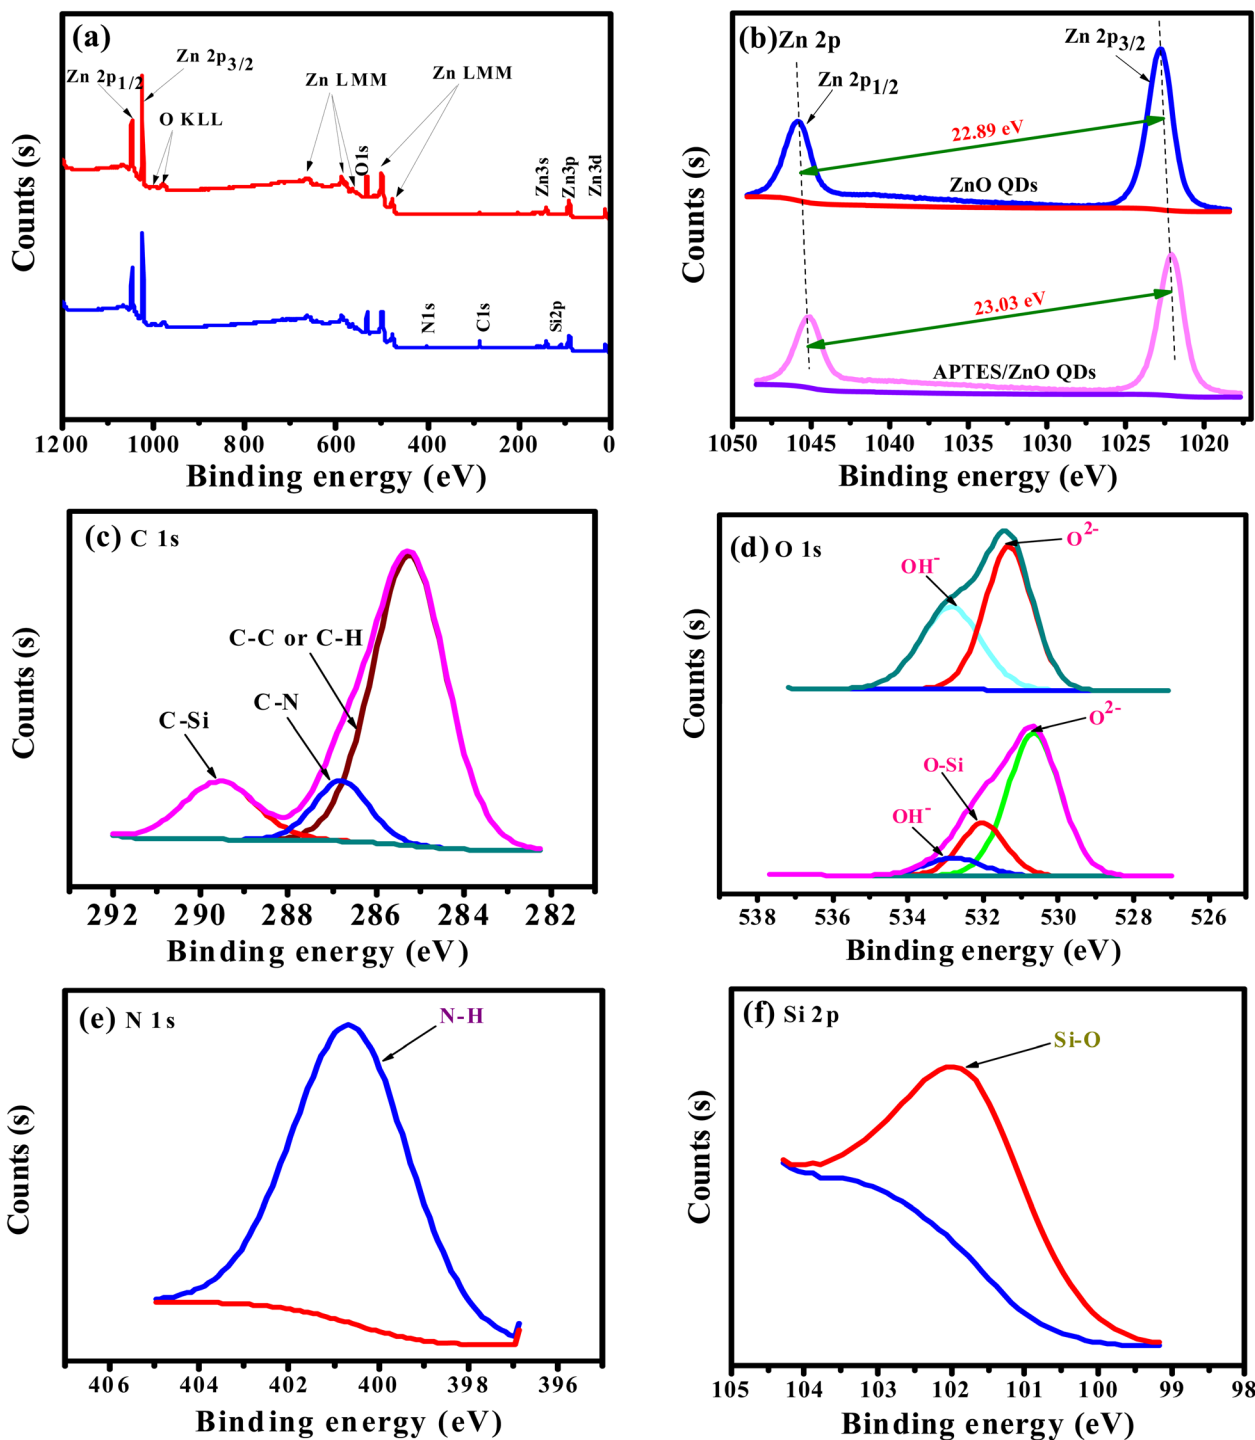 (a)
Zn 2p3/2
Zn 2p1/2
O KLL
Zn LMM
Zn LMM
O1s
Zn3s
Zn3p
Zn3d
N1s
C1s
Si2p
Counts (s)
1200 1000 800 600 400 200 0
Binding energy (eV)
(b) Zn 2p
Zn 2p3/2
Zn 2p1/2
22.89 eV
ZnO QDs
23.03 eV
APTES/ZnO QDs
Counts (s)
1050 1045 1040 1035 1030 1025 1020
Binding energy (eV)
(c) C 1s
C-C or C-H
C-N
C-Si
Counts (s)
292 290 288 286 284 282
Binding energy (eV)
(d) O 1s
O2-
OH-
O2-
O-Si
OH-
Counts (s)
538 536 534 532 530 528 526
Binding energy (eV)
(e) N 1s
N-H
Counts (s)
406 404 402 400 398 396
Binding energy (eV)
(f) Si 2p
Si-O
Counts (s)
105 104 103 102 101 100 99 98
Binding energy (eV)